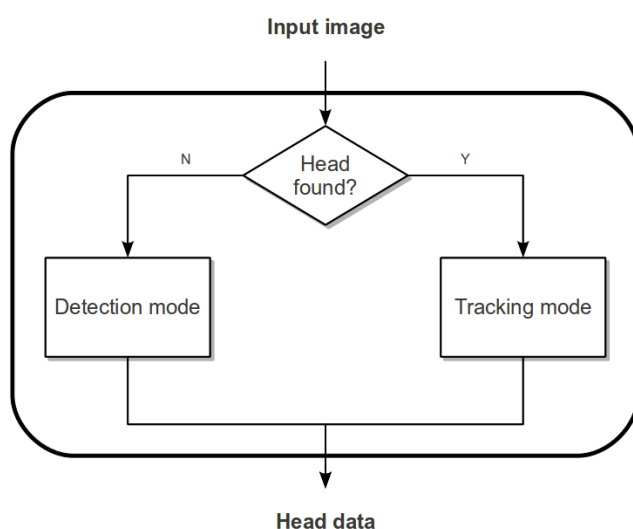 Input image
N
Head
found?
Y
Detection mode
Tracking mode
Head data